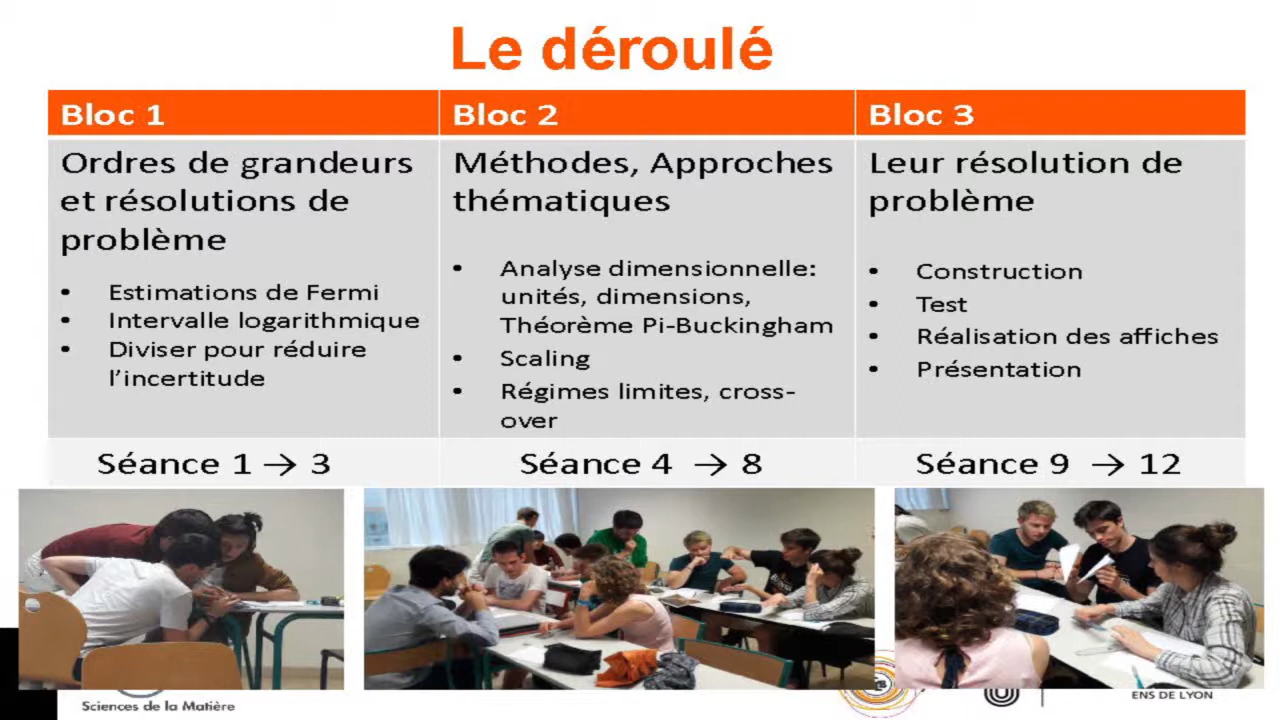 Le déroulé
Bloc 1
Bloc 2
Bloc 3
Ordres de grandeurs
et résolutions de
problème
• Estimations de Fermi
• Intervalle logarithmique
• Diviser pour réduire
l'incertitude
Méthodes, Approches
thématiques
• Analyse dimensionnelle:
unités, dimensions,
Théorème Pi-Buckingham
• Scaling
• Régimes limites, cross-
over
Leur résolution de
problème
• Construction
• Test
• Réalisation des affiches
• Présentation
Séance 1 → 3
Séance 4 → 8
Séance 9 → 12
Sciences de la Matière
ENS DE LYON